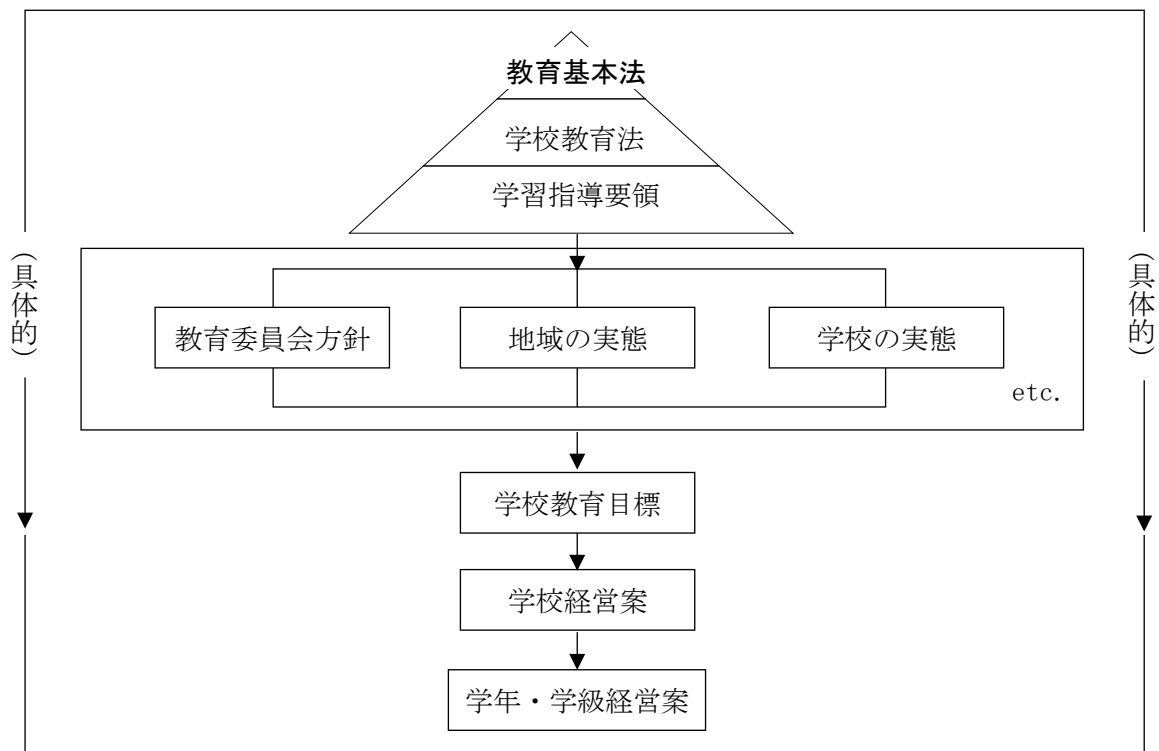 教育基本法
学校教育法
学習指導要領
(具体的)
(具体的)
教育委員会方針
地域の実態
学校の実態
etc.
学校教育目標
学校経営案
学年・学級経営案